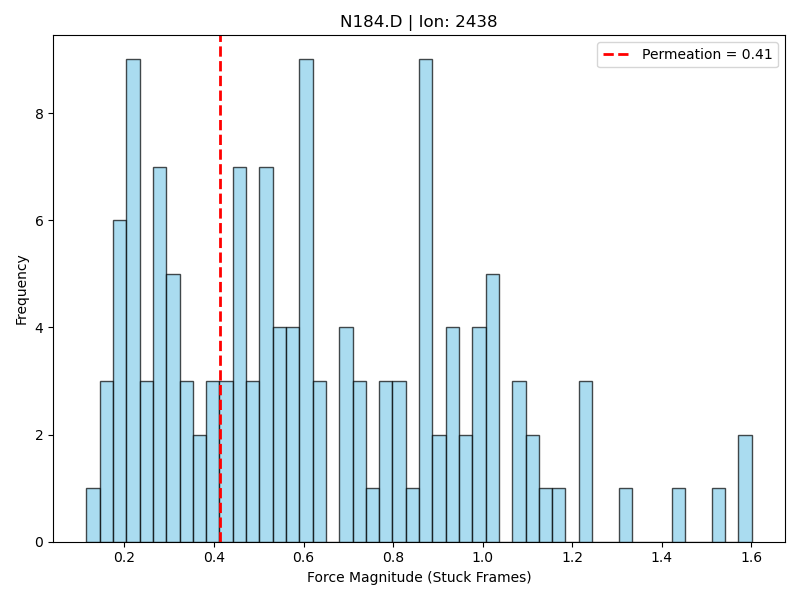 N184.D | Ion: 2438
Permeation = 0.41
Frequency
8
6
4
2
0
0.2 0.4 0.6 0.8 1.0 1.2 1.4 1.6
Force Magnitude (Stuck Frames)